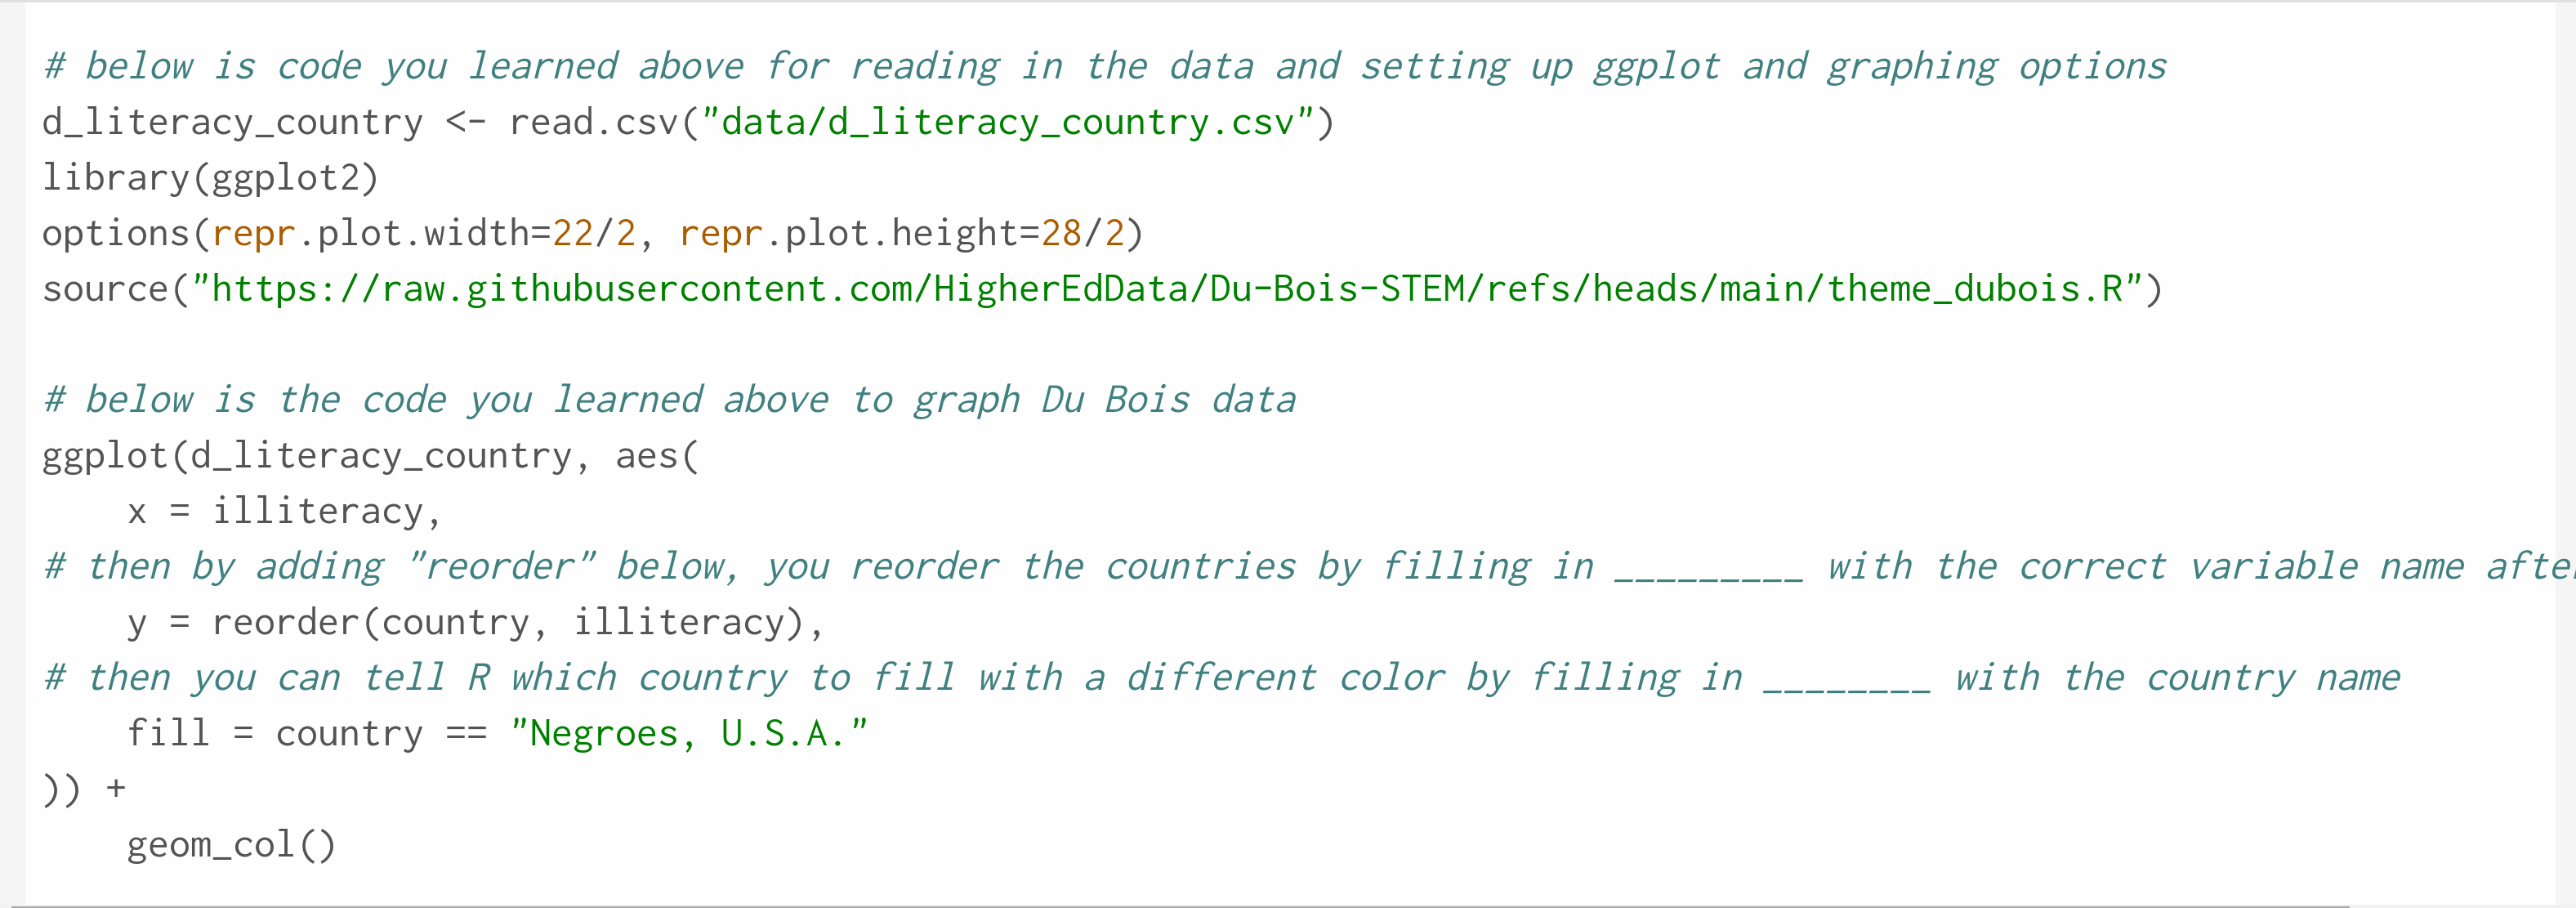 # below is code you learned above for reading in the data and setting up ggplot and graphing options
d_literacy_country <- read.csv("data/d_literacy_country.csv")
library(ggplot2)
options(repr.plot.width=22/2, repr.plot.height=28/2)
source("https://raw.githubusercontent.com/HigherEdData/Du-Bois-STEM/refs/heads/main/theme_dubois.R")

# below is the code you learned above to graph Du Bois data
ggplot(d_literacy_country, aes(
    x = illiteracy,
# then by adding "reorder" below, you reorder the countries by filling in _________ with the correct variable name
    y = reorder(country, illiteracy),
# then you can tell R which country to fill with a different color by filling in ________ with the country name
    fill = country == "Negroes, U.S.A."
)) +
    geom_col()